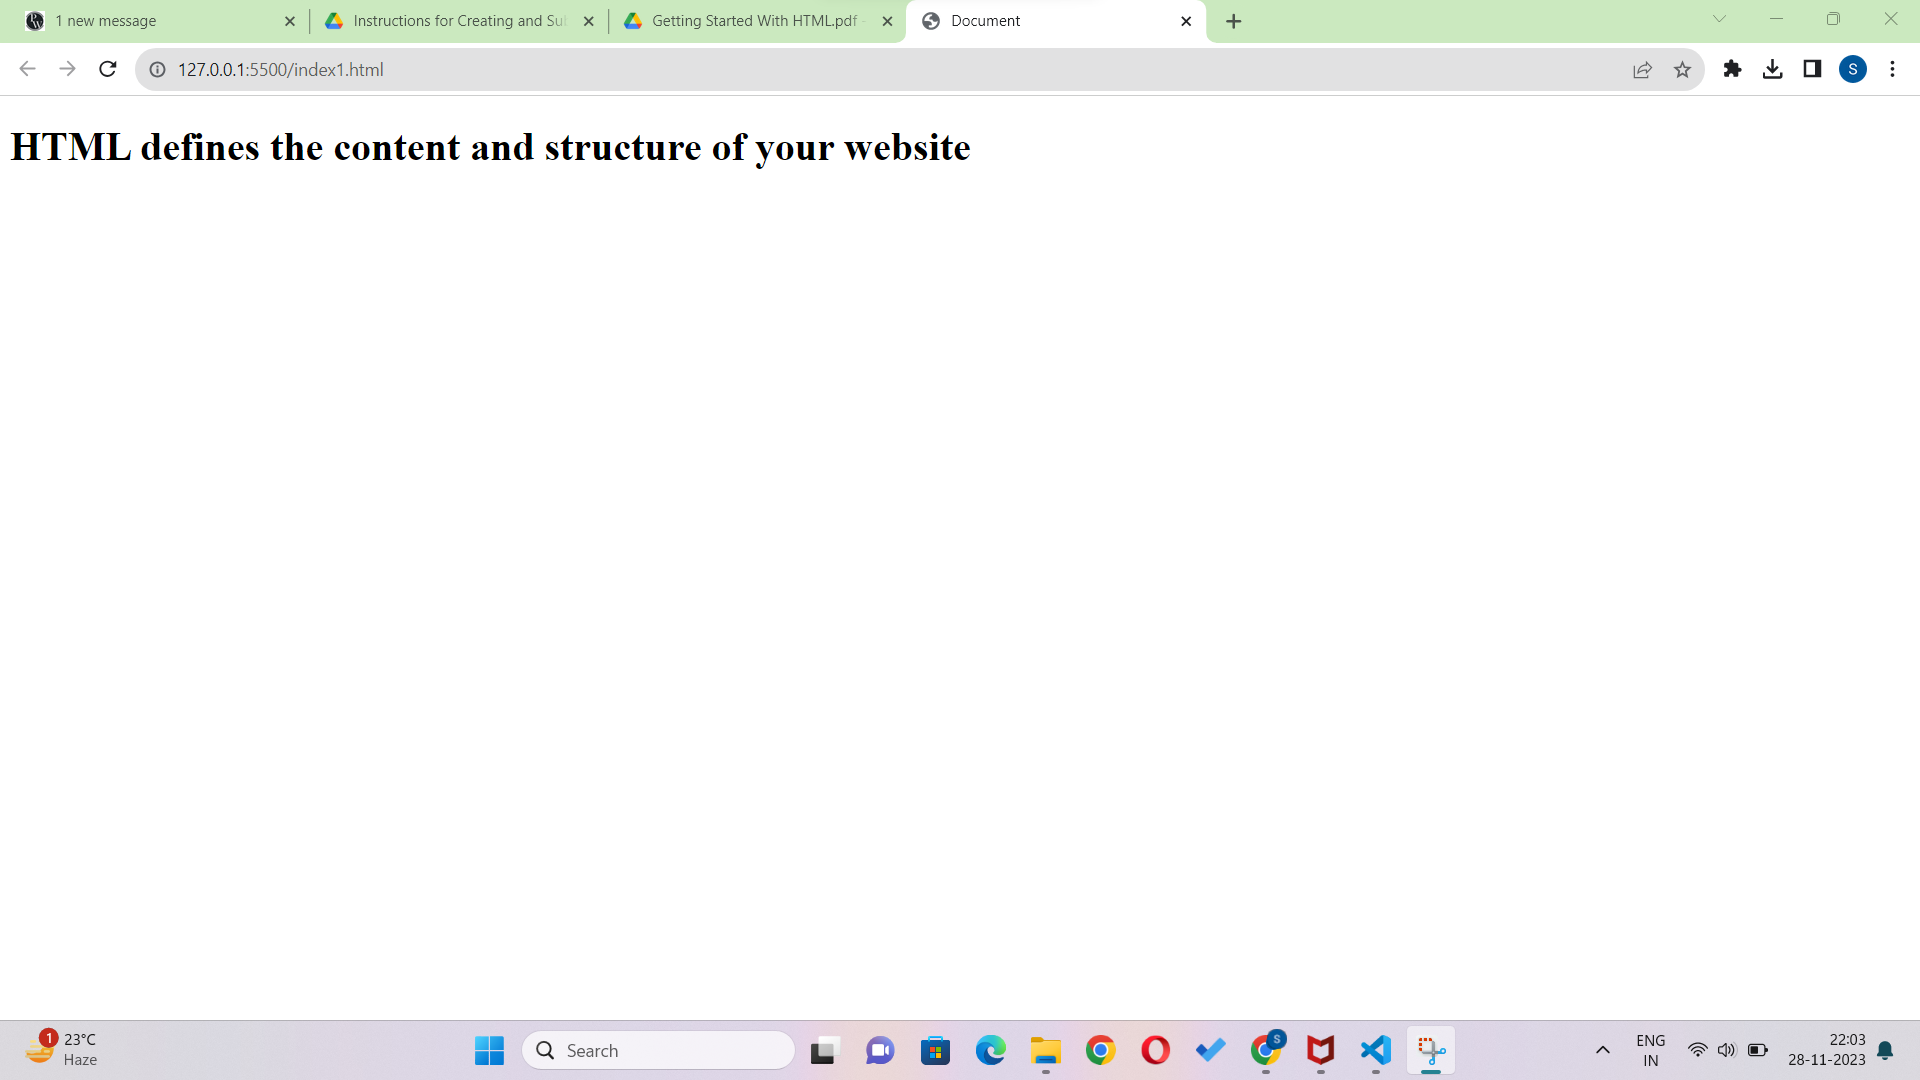 1 new message
Instructions for Creating and Su
Getting Started With HTML.pdf
Document
127.0.0.1:5500/index1.html
S
HTML defines the content and structure of your website
1
23°C
Haze
Search
S
ENG
IN
22:03
28-11-2023